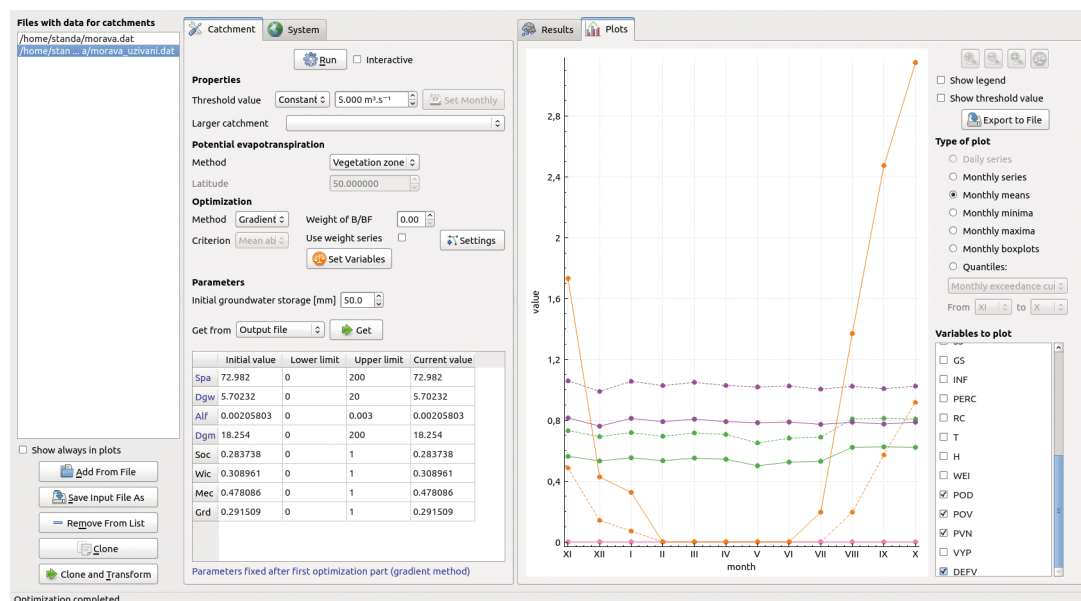 Files with data for catchments
/home/standa/morava.dat
/home/stan ... a/morava_uzivani.dat
Show always in plots
Add From File
Save Input File As
Remove From List
Clone
Clone and Transform
Optimization completed
Catchment
System
Run
Interactive
Properties
Threshold value Constant 5.000 m³.s⁻¹ Set Monthly
Larger catchment
Potential evapotranspiration
Method Vegetation zone
Latitude 50.000000
Optimization
Method Gradient Weight of B/BF 0.00
Criterion Mean ab Use weight series Settings
Set Variables
Parameters
Initial groundwater storage [mm] 50.0
Get from Output file Get
Initial value Lower limit Upper limit Current value
Spa 72.982 0 200 72.982
Dgw 5.70232 0 20 5.70232
Alf 0.00205803 0 0.003 0.00205803
Dgm 18.254 0 200 18.254
Soc 0.283738 0 1 0.283738
Wic 0.308961 0 1 0.308961
Mec 0.478086 0 1 0.478086
Grd 0.291509 0 1 0.291509
Parameters fixed after first optimization part (gradient method)
Results
Plots
value
2,8
2,4
2
1,6
1,2
0,8
0,4
0
XI XII I II III IV V VI VII VIII IX X
month
Show legend
Show threshold value
Export to File
Type of plot
Daily series
Monthly series
Monthly means
Monthly minima
Monthly maxima
Monthly boxplots
Quantiles:
Monthly exceedance cu
From XI to X
Variables to plot
GS
INF
PERC
RC
T
H
WEI
POD
POV
PVN
VYP
DEFV